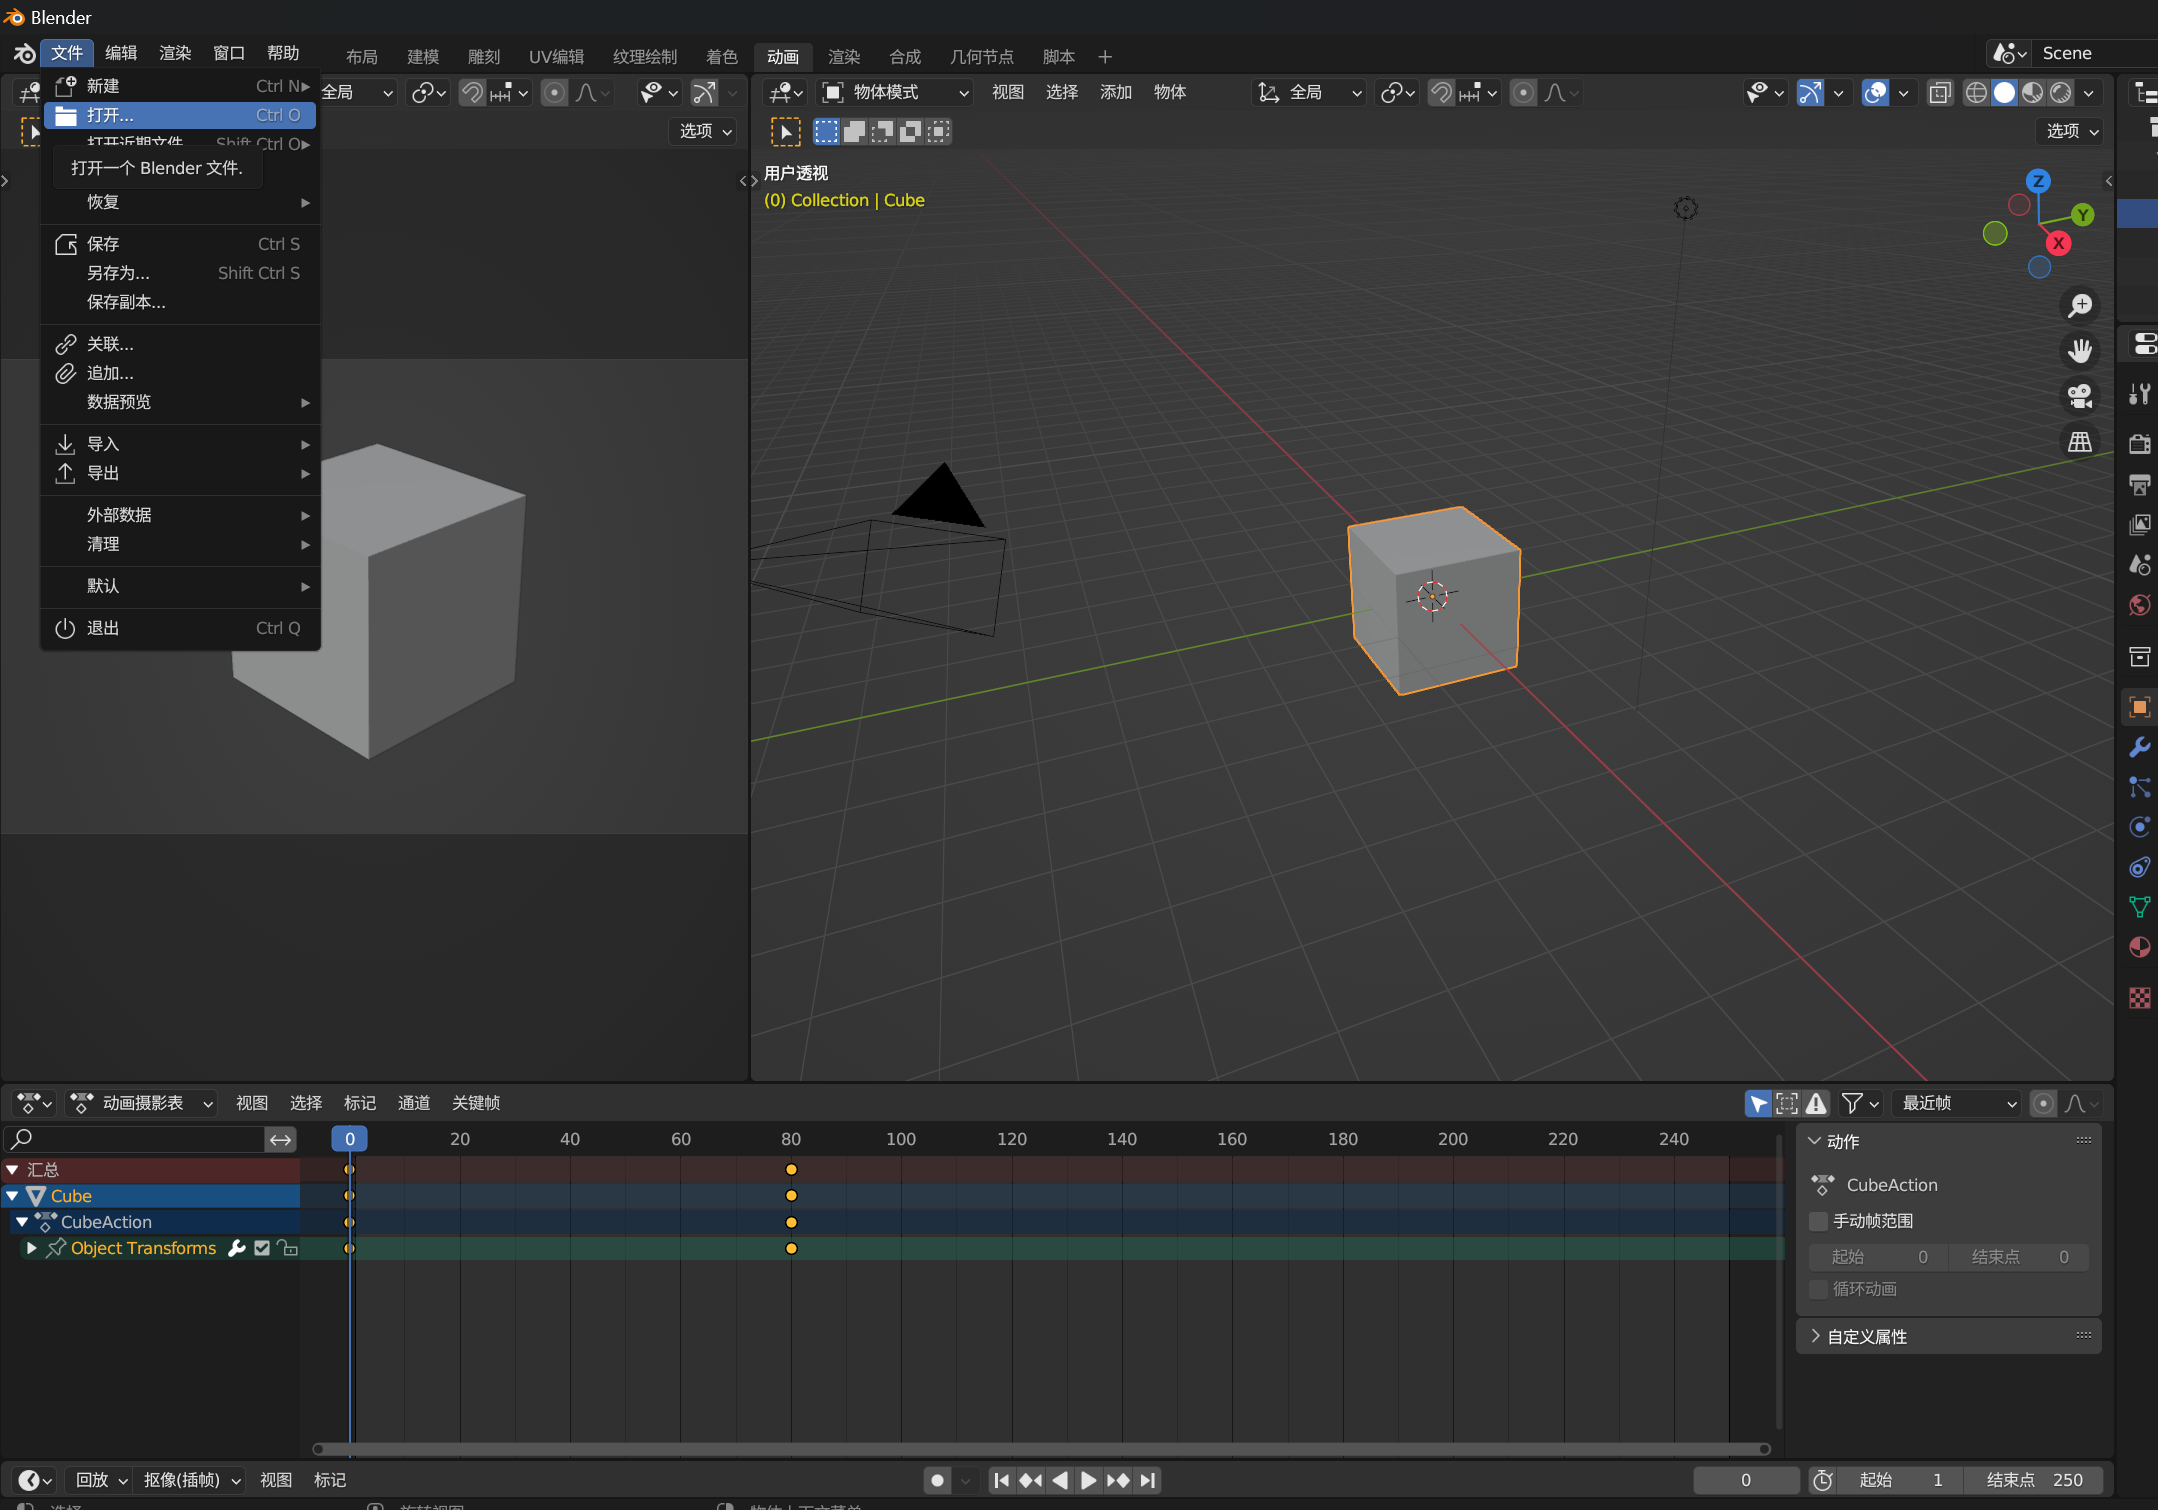 Blender
文件 编辑 渲染 窗口 帮助 布局 建模 雕刻 UV编辑 纹理绘制 着色 动画 渲染 合成 几何节点 脚本 + Scene
新建 Ctrl N
全局 物体模式 视图 选择 添加 物体 全局
打开... Ctrl O
选项 选项
打开近期文件 Shift Ctrl O
打开一个 Blender 文件.
恢复
保存 Ctrl S
另存为... Shift Ctrl S
保存副本...
关联...
追加...
数据预览
导入
导出
外部数据
清理
默认
退出 Ctrl Q
用户透视
(0) Collection | Cube
Z
Y
X
动画摄影表 视图 选择 标记 通道 关键帧 最近帧
0 20 40 60 80 100 120 140 160 180 200 220 240
汇总
Cube
CubeAction
Object Transforms
动作
CubeAction
手动帧范围
起始 0 结束点 0
循环动画
自定义属性
回放 抠像(插帧) 视图 标记 0 起始 1 结束点 250